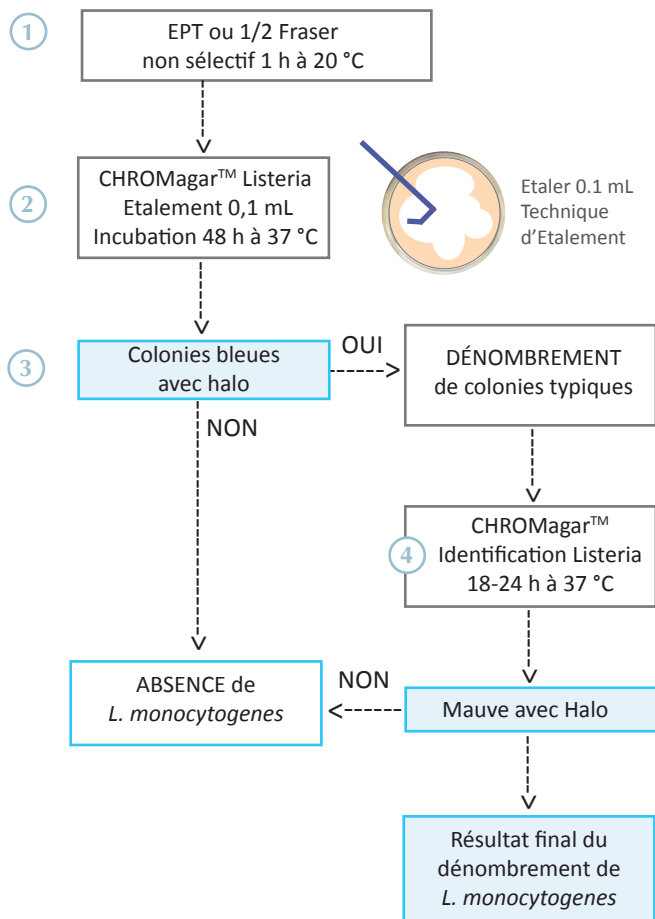 1
EPT ou 1/2 Fraser
non sélectif 1 h à 20 °C
2
CHROMagar™ Listeria
Etalement 0,1 mL
Incubation 48 h à 37 °C
Etaler 0.1 mL
Technique
d’Etalement
3
Colonies bleues
avec halo
OUI
DÉNOMBREMENT
de colonies typiques
NON
4
CHROMagar™
Identification Listeria
18-24 h à 37 °C
ABSENCE de
L. monocytogenes
NON
Mauve avec Halo
Résultat final du
dénombrement de
L. monocytogenes